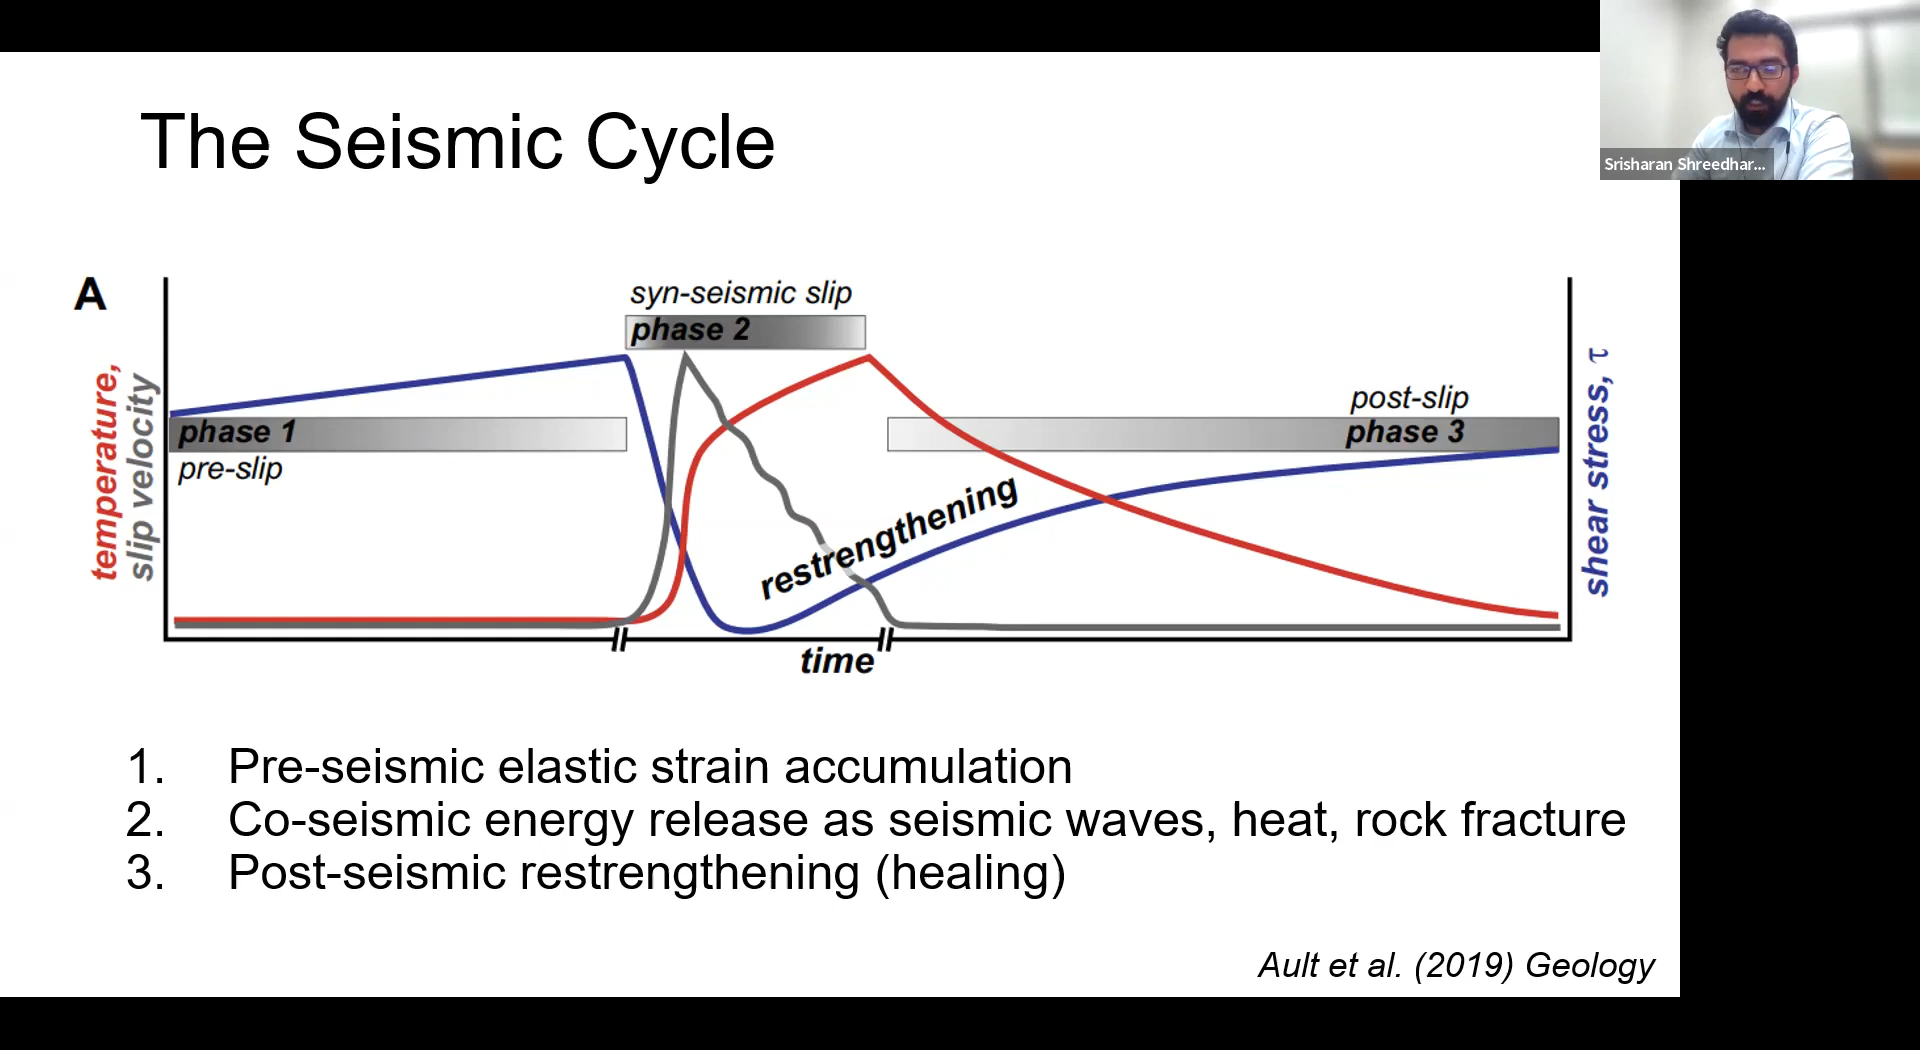 Srisharan Shreedhar...
The Seismic Cycle
A
syn-seismic slip
phase 2
temperature,
slip velocity
phase 1
pre-slip
restrengthening
post-slip
phase 3
shear stress, τ
time
1. Pre-seismic elastic strain accumulation
2. Co-seismic energy release as seismic waves, heat, rock fracture
3. Post-seismic restrengthening (healing)
Ault et al. (2019) Geology